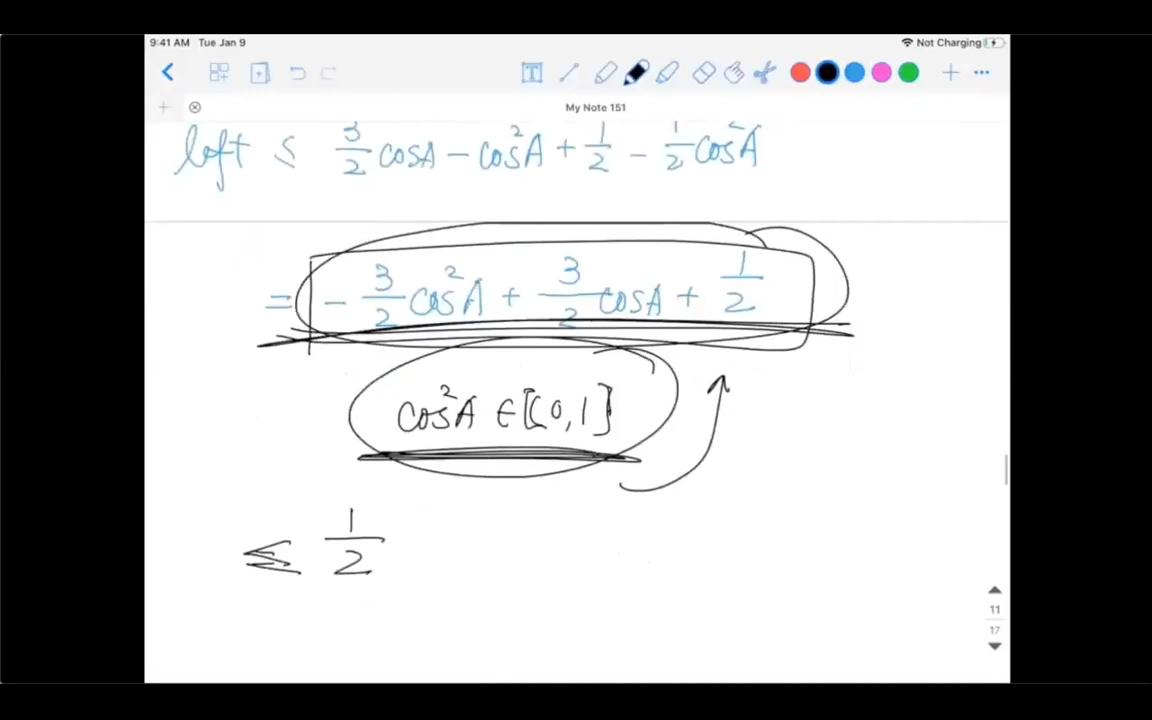 9:41 AM Tue Jan 9
Not Charging
T
My Note 151
left ≤ 3/2 cosA - cos²A + 1/2 - 1/2 cos²A
= - 3/2 cos²A + 3/2 cosA + 1/2
cos²A ∈ [0,1]
≤ 1/2
11
17